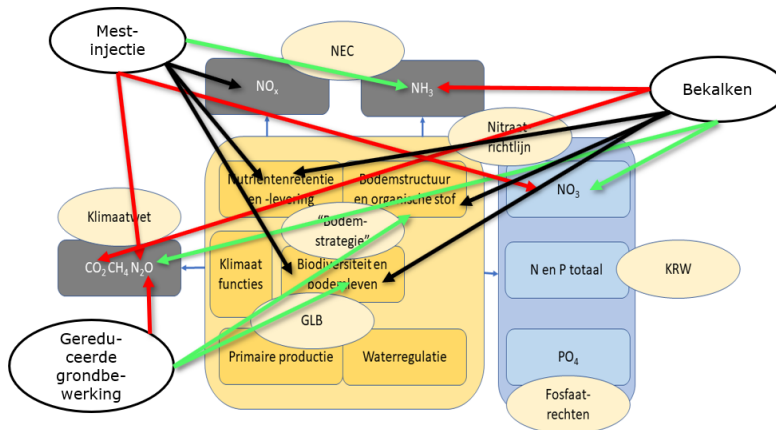 Mest-
injectie
NEC
NOx
NH3
Bekalken
Nitraat
richtlijn
Nutriëntenretentie
en -levering
Bodemstructuur
en organische stof
NO3
Klimaatwet
"Bodem-
strategie"
CO2 CH4 N2O
Klimaat
functies
Biodiversiteit en
bodemleven
N en P totaal
KRW
GLB
Geredu-
ceerde
grondbe-
werking
Primaire productie
Waterregulatie
PO4
Fosfaat-
rechten